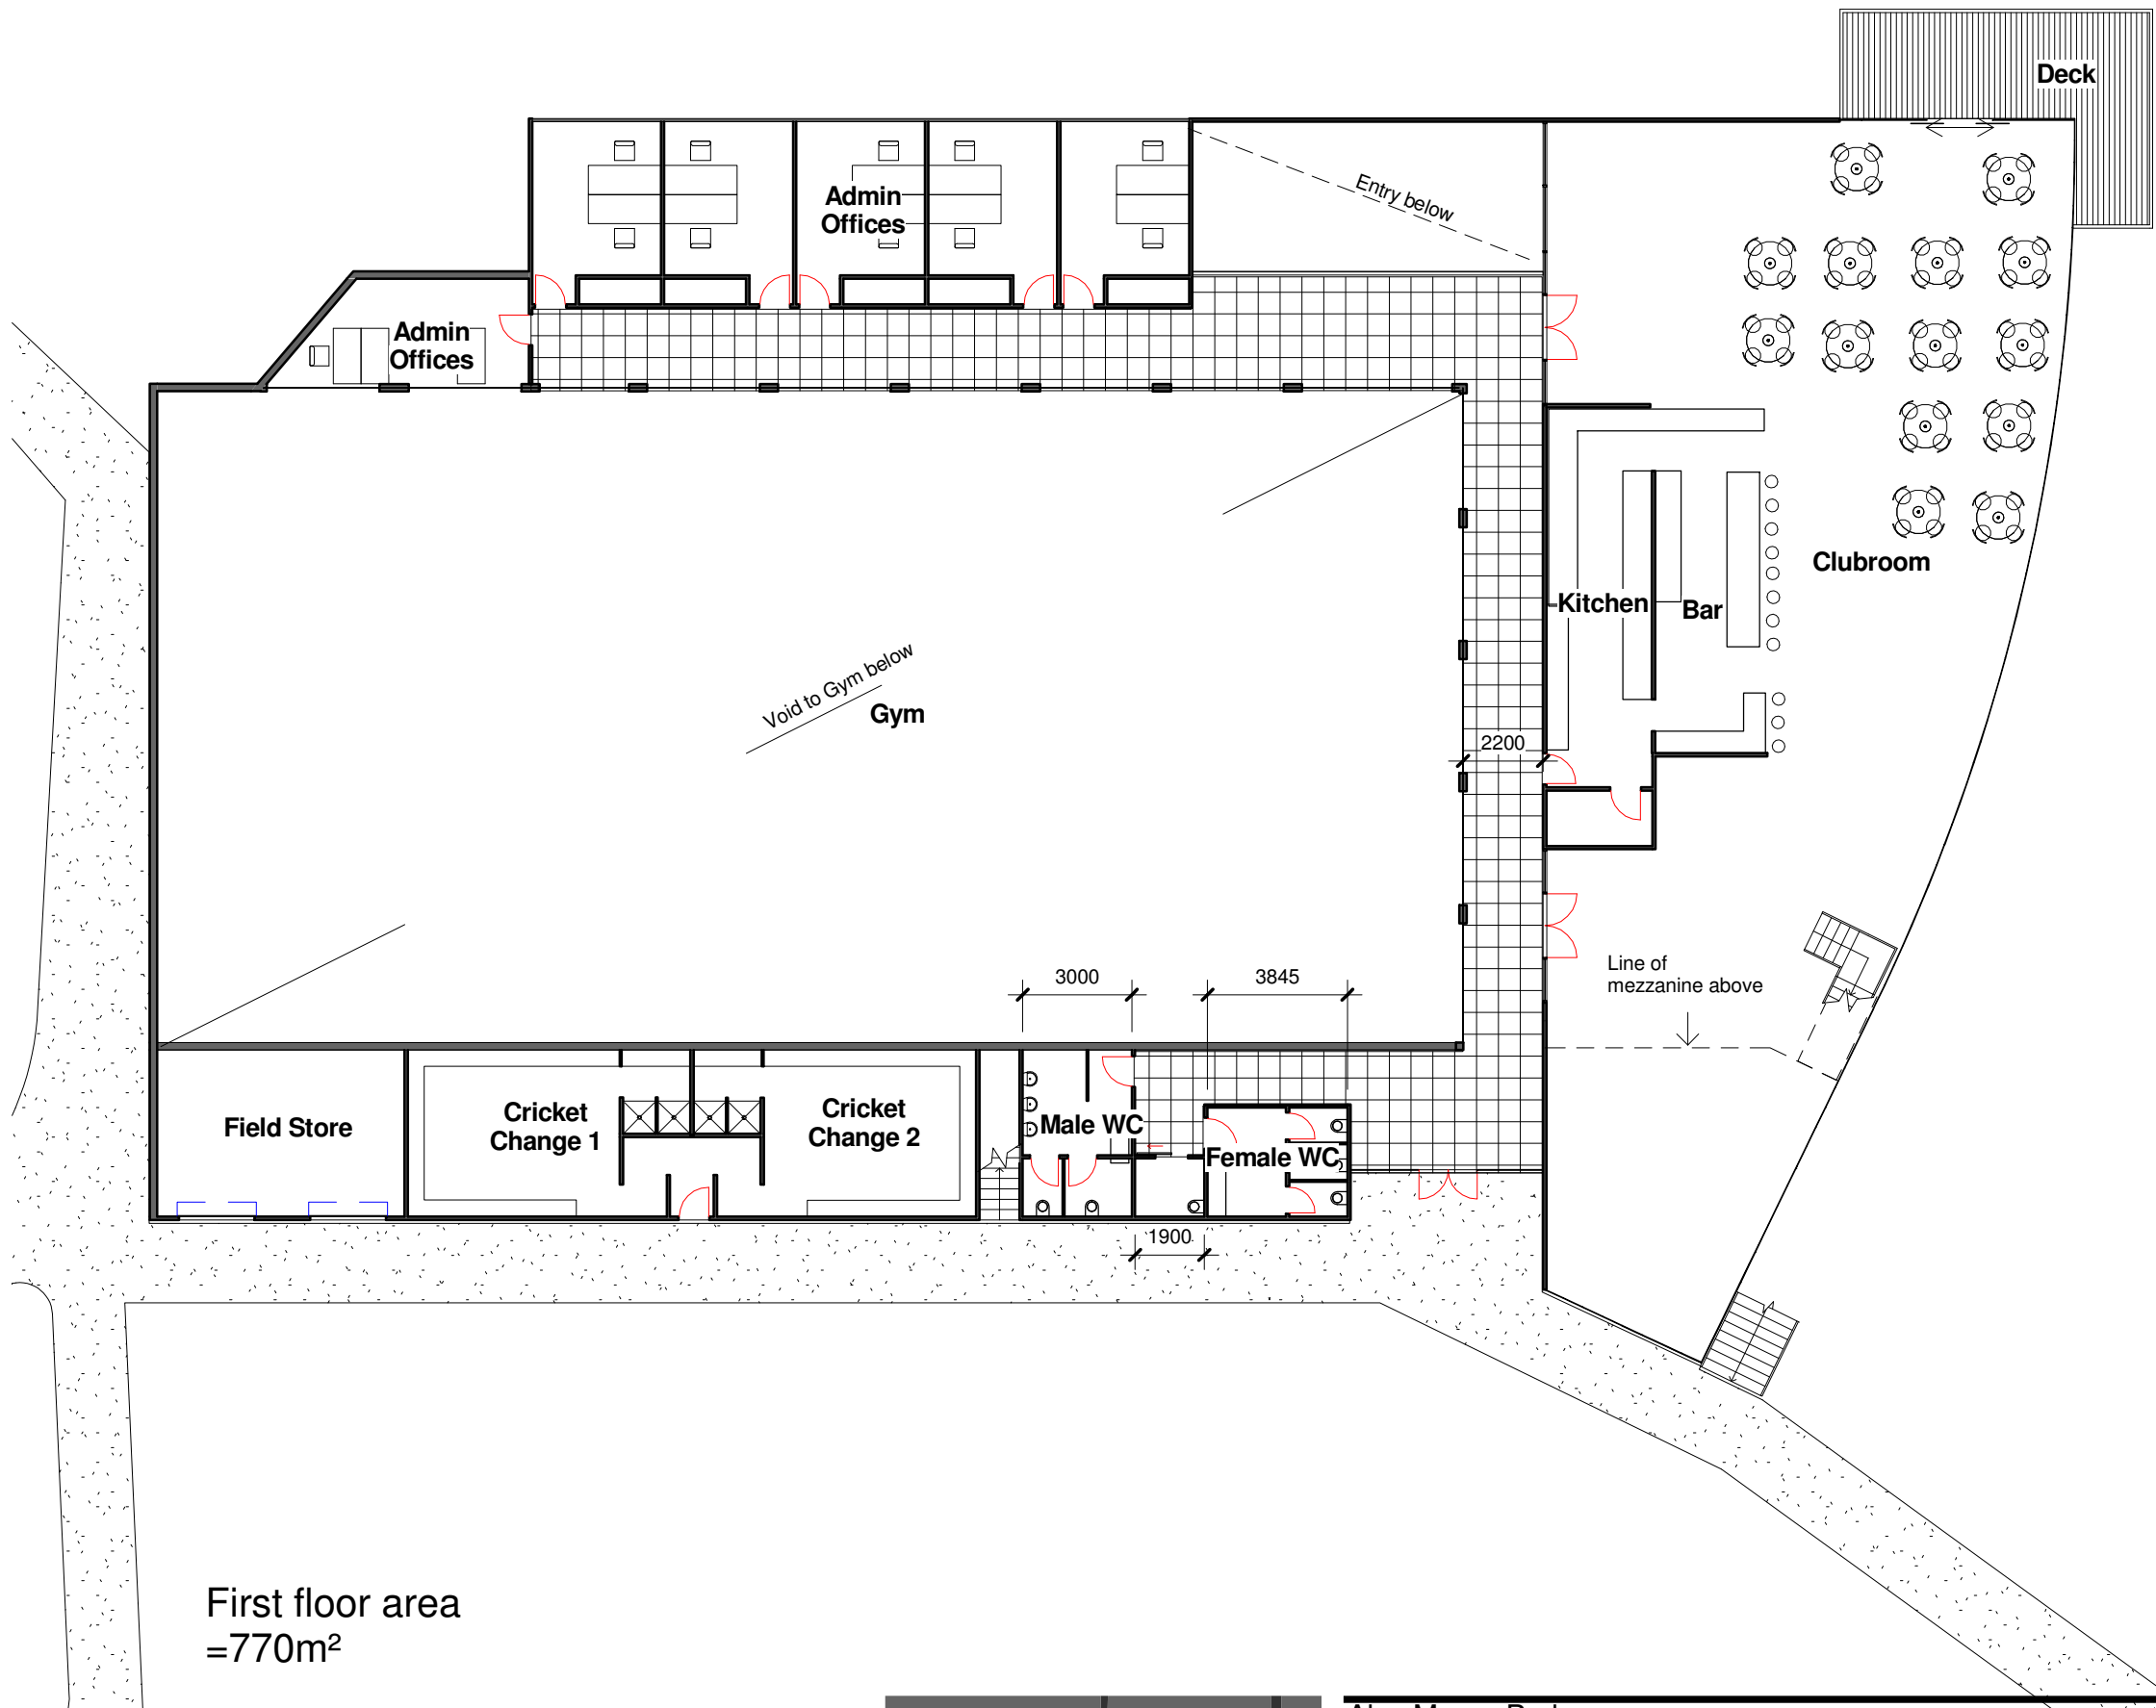 Deck
Entry below
Admin
Offices
Admin
Offices
Clubroom
Kitchen
Bar
Void to Gym below
Gym
2200
3000
3845
Line of
mezzanine above
Field Store
Cricket
Change 1
Cricket
Change 2
Male WC
Female WC
1900
First floor area
=770m²